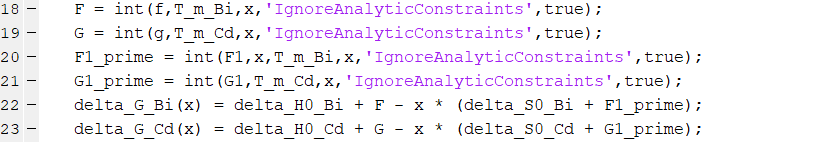 18 - F = int(f,T_m_Bi,x,'IgnoreAnalyticConstraints',true);
19 - G = int(g,T_m_Cd,x,'IgnoreAnalyticConstraints',true);
20 - F1_prime = int(F1,x,T_m_Bi,x,'IgnoreAnalyticConstraints',true);
21 - G1_prime = int(G1,T_m_Cd,x,'IgnoreAnalyticConstraints',true);
22 - delta_G_Bi(x) = delta_H0_Bi + F - x * (delta_S0_Bi + F1_prime);
23 - delta_G_Cd(x) = delta_H0_Cd + G - x * (delta_S0_Cd + G1_prime);